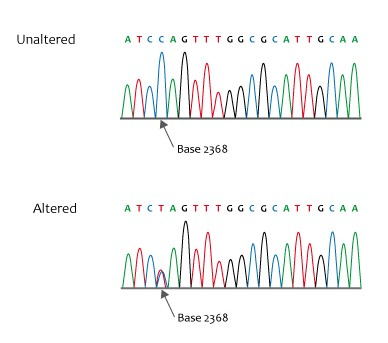 Unaltered
A T C C A G T T T G G C G C A T T G C A A
Base 2368
Altered
A T C T A G T T T G G C G C A T T G C A A
Base 2368